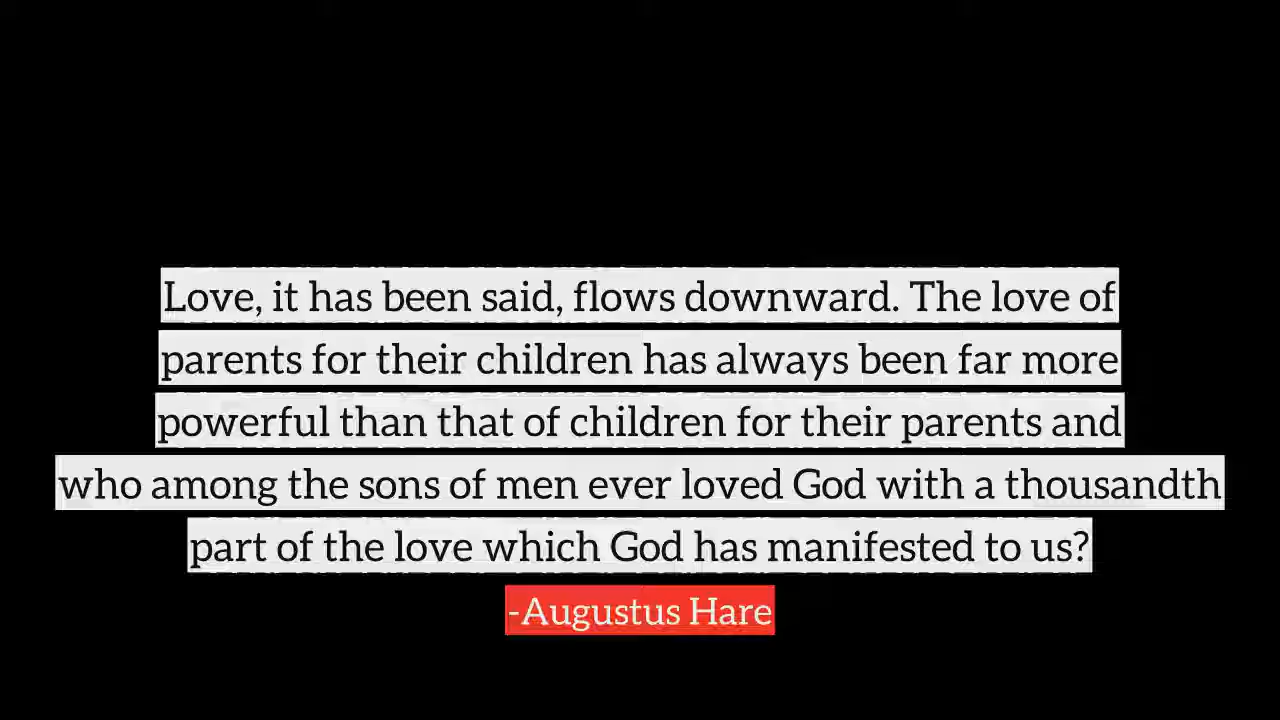 Love, it has been said, flows downward. The love of
parents for their children has always been far more
powerful than that of children for their parents and
who among the sons of men ever loved God with a thousandth
part of the love which God has manifested to us?
-Augustus Hare